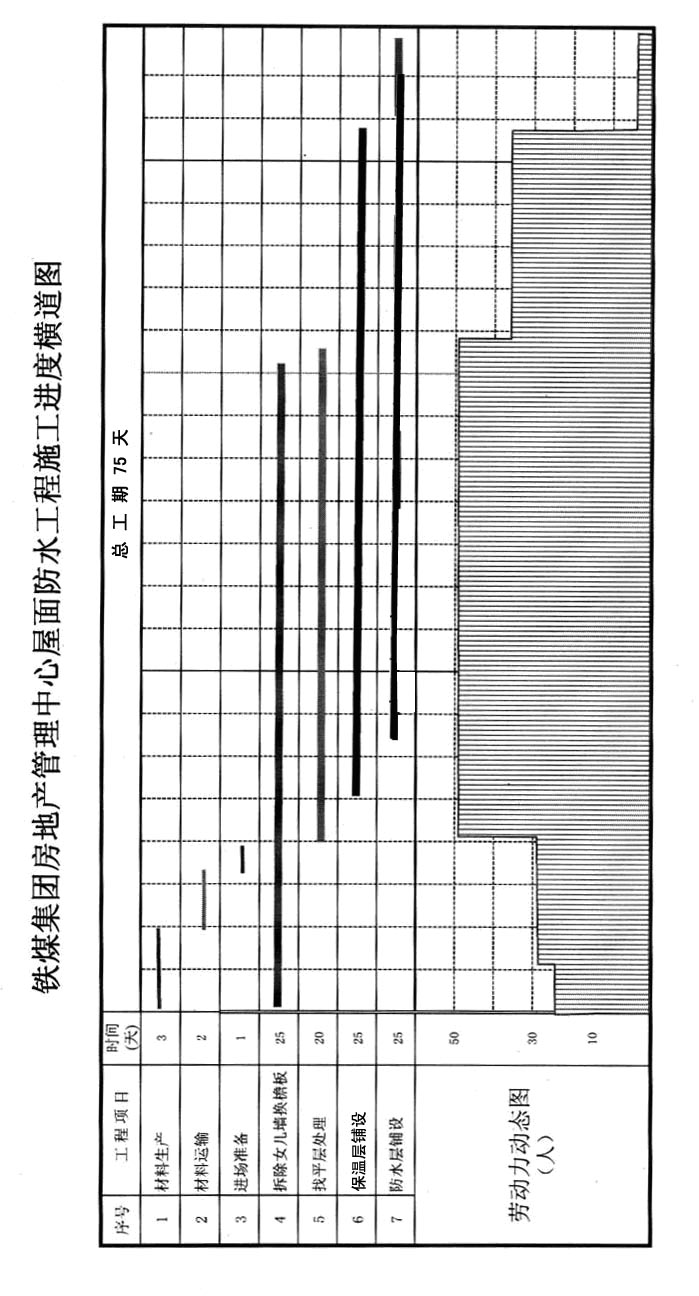 铁煤集团房地产管理中心屋面防水工程施工进度横道图
序号 工程项目 时间(天) 总工期 75 天
1 材料生产 3
2 材料运输 2
3 进场准备 1
4 拆除女儿墙换檐板 25
5 找平层处理 20
6 保温层铺设 25
7 防水层铺设 25
劳动力动态图
(人)
50
30
10